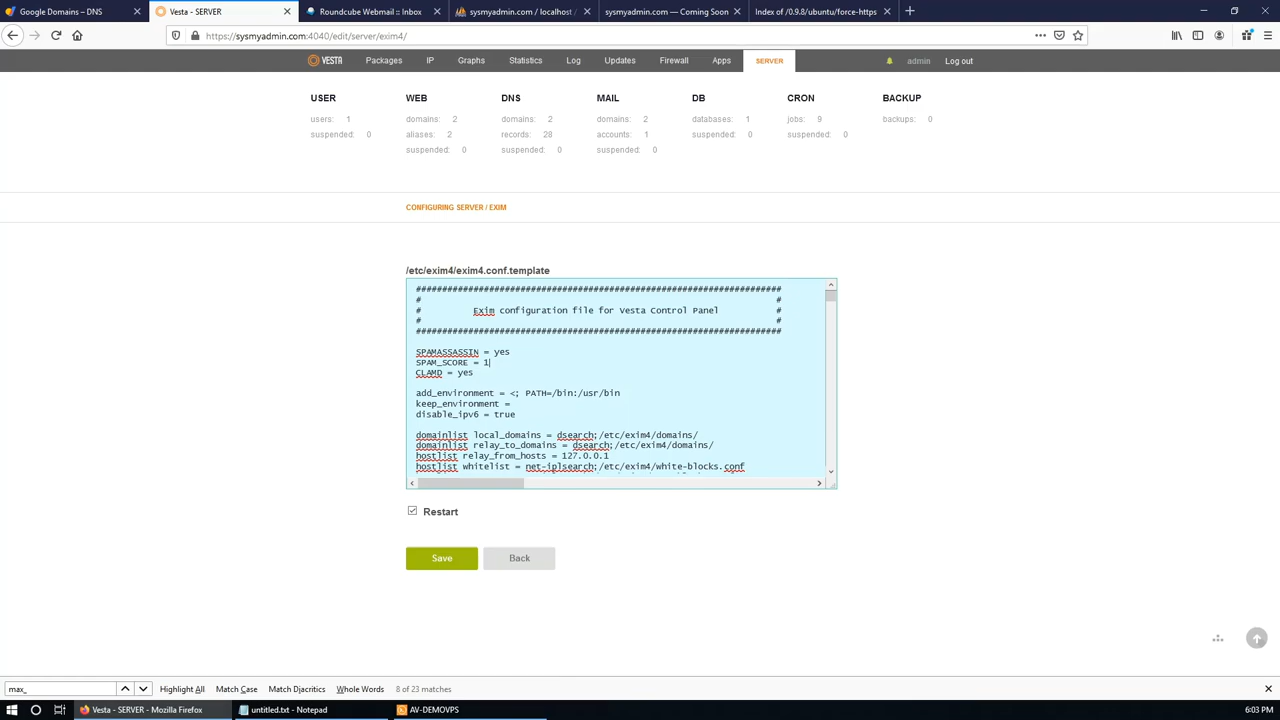 Google Domains – DNS
Vesta - SERVER
Roundcube Webmail :: Inbox
sysmyadmin.com / localhost /
sysmyadmin.com — Coming Soon
Index of /0.9.8/ubuntu/force-https
https://sysmyadmin.com:4040/edit/server/exim4/
VESTA Packages IP Graphs Statistics Log Updates Firewall Apps SERVER admin Log out
USER WEB DNS MAIL DB CRON BACKUP
users: 1 domains: 2 domains: 2 domains: 2 databases: 1 jobs: 9 backups: 0
suspended: 0 aliases: 2 records: 28 accounts: 1 suspended: 0 suspended: 0
suspended: 0 suspended: 0 suspended: 0
CONFIGURING SERVER / EXIM
/etc/exim4/exim4.conf.template
######################################################################
# #
# Exim configuration file for Vesta Control Panel #
# #
######################################################################
SPAMASSASSIN = yes
SPAM_SCORE = 1
CLAMD = yes
add_environment = <; PATH=/bin:/usr/bin
keep_environment =
disable_ipv6 = true
domainlist local_domains = dsearch;/etc/exim4/domains/
domainlist relay_to_domains = dsearch;/etc/exim4/domains/
hostlist relay_from_hosts = 127.0.0.1
hostlist whitelist = net-iplsearch;/etc/exim4/white-blocks.conf
Restart
Save Back
max_ Highlight All Match Case Match Diacritics Whole Words 8 of 23 matches
Vesta - SERVER - Mozilla Firefox untitled.txt - Notepad AV-DEMOVPS 6:03 PM